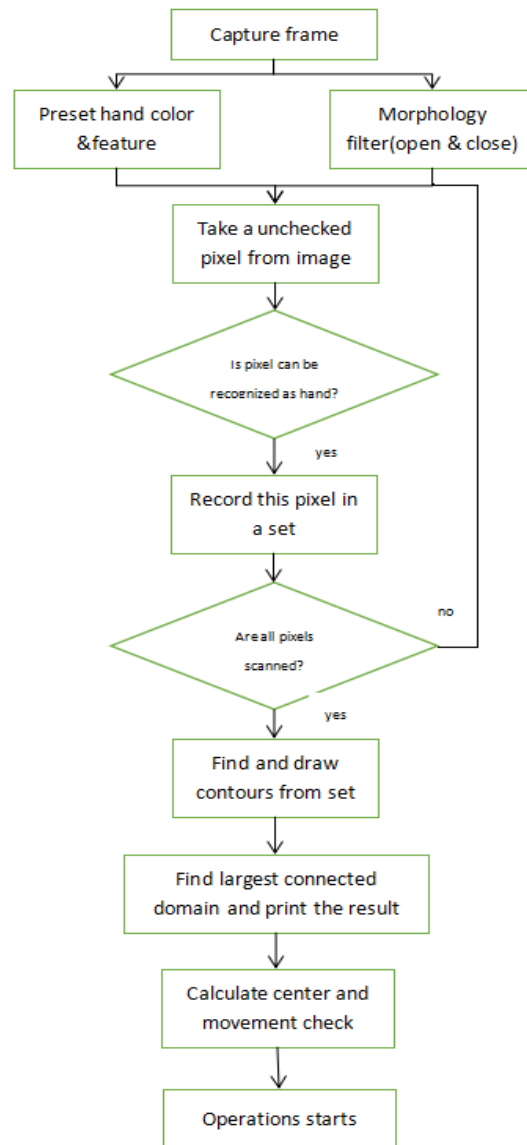 Capture frame
Preset hand color
&feature
Morphology
filter(open & close)
Take a unchecked
pixel from image
Is pixel can be
recognized as hand?
yes
Record this pixel in
a set
no
Are all pixels
scanned?
yes
Find and draw
contours from set
Find largest connected
domain and print the result
Calculate center and
movement check
Operations starts